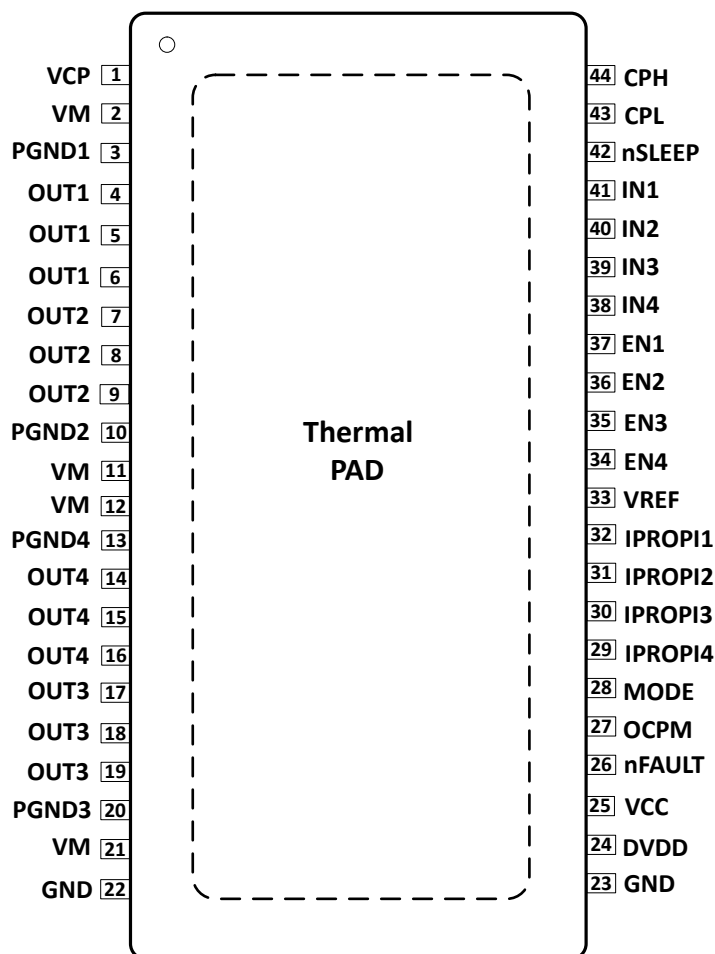 VCP 1
VM 2
PGND1 3
OUT1 4
OUT1 5
OUT1 6
OUT2 7
OUT2 8
OUT2 9
PGND2 10
VM 11
VM 12
PGND4 13
OUT4 14
OUT4 15
OUT4 16
OUT3 17
OUT3 18
OUT3 19
PGND3 20
VM 21
GND 22
Thermal
PAD
44 CPH
43 CPL
42 nSLEEP
41 IN1
40 IN2
39 IN3
38 IN4
37 EN1
36 EN2
35 EN3
34 EN4
33 VREF
32 IPROPI1
31 IPROPI2
30 IPROPI3
29 IPROPI4
28 MODE
27 OCPM
26 nFAULT
25 VCC
24 DVDD
23 GND